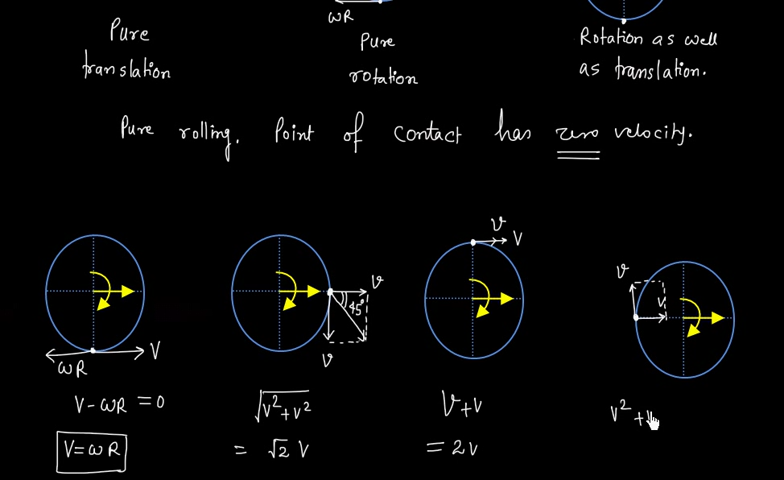 ωR
Pure
translation
Pure
rotation
Rotation as well
as translation.
Pure rolling. Point of contact has zero velocity.
V
ωR
v
45°
v
v
V
v
v
V - ωR = 0
V = ωR
√v² + v²
= √2 V
V + v
= 2v
v² +